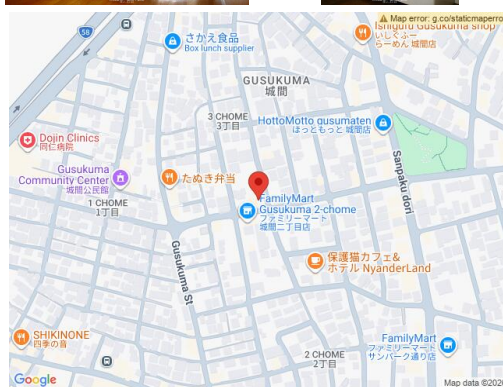 Map error: g.co/staticmaperro
58
さかえ食品
Box lunch supplier
Ishiguru Gusukuma shop
いしぐふー
らーめん 城間店
GUSUKUMA
城間
3 CHOME
3丁目
HottoMotto gusumaten
ほっともっと 城間店
Dojin Clinics
同仁病院
Gusukuma
Community Center
城間公民館
たぬき弁当
Sanpaku dori
1 CHOME
1丁目
FamilyMart
Gusukuma 2-chome
ファミリーマート
城間二丁目店
Gusukuma St
保護猫カフェ&
ホテル NyanderLand
SHIKINONE
四季の音
FamilyMart
ファミリーマート
サンパーク通り店
2 CHOME
2丁目
Google
Map data ©202